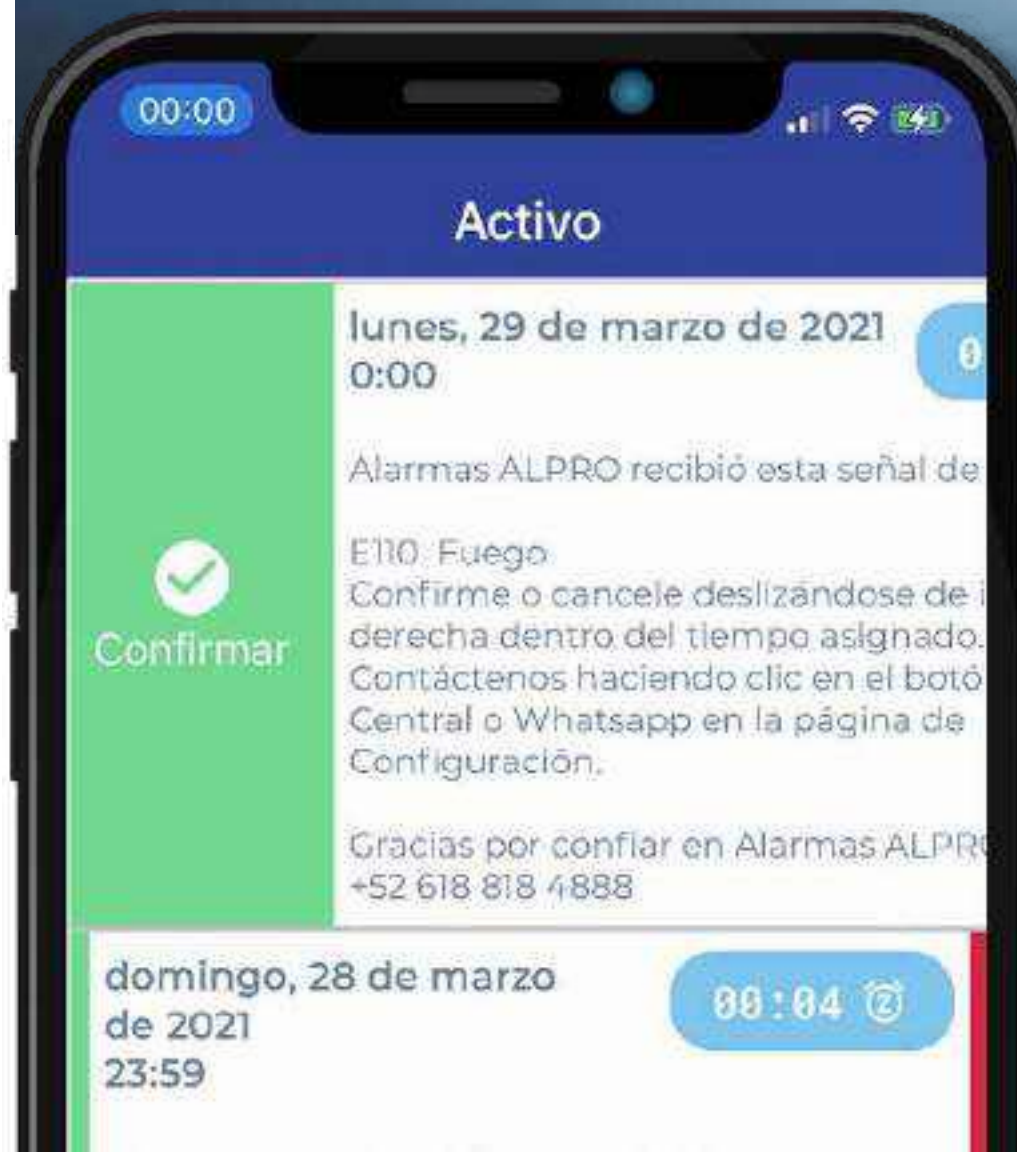 00:00
Activo
lunes, 29 de marzo de 2021
0:00
Alarmas ALPRO recibió esta señal de
E110 Fuego
Confirme o cancele deslizándose de i
derecha dentro del tiempo asignado.
Contáctenos haciendo clic en el botó
Central o Whatsapp en la página de
Configuración.
Gracias por confiar en Alarmas ALPRO
+52 618 818 4888
Confirmar
domingo, 28 de marzo
de 2021
23:59
00:04